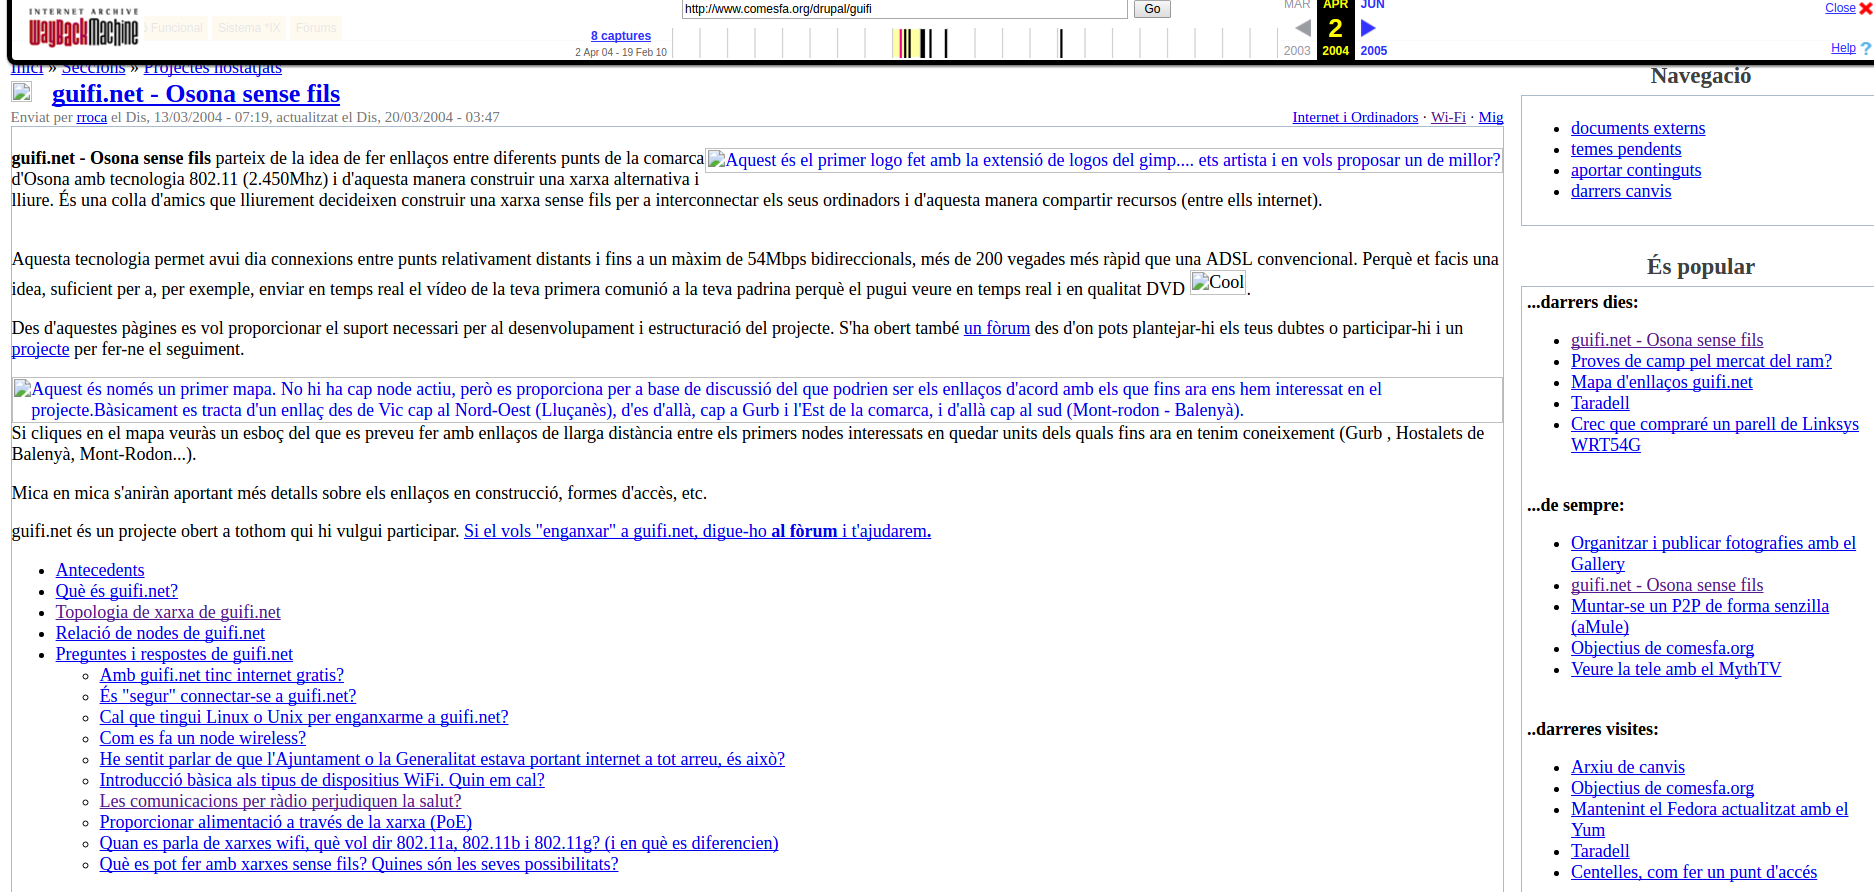 INTERNET ARCHIVE
WayBackMachine
Funcional Sistema *IX Fòrums
http://www.comesfa.org/drupal/guifi Go
8 captures
2 Apr 04 - 19 Feb 10
MAR APR JUN
2
2003 2004 2005
Close
Help ?
Inici » Seccions » Projectes hostatjats
guifi.net - Osona sense fils
Enviat per rroca el Dis, 13/03/2004 - 07:19, actualitzat el Dis, 20/03/2004 - 03:47
Internet i Ordinadors · Wi-Fi · Mig
guifi.net - Osona sense fils parteix de la idea de fer enllaços entre diferents punts de la comarca
Aquest és el primer logo fet amb la extensió de logos del gimp.... ets artista i en vols proposar un de millor?
d'Osona amb tecnologia 802.11 (2.450Mhz) i d'aquesta manera construir una xarxa alternativa i
lliure. És una colla d'amics que lliurement decideixen construir una xarxa sense fils per a interconnectar els seus ordinadors i d'aquesta manera compartir recursos (entre ells internet).
Aquesta tecnologia permet avui dia connexions entre punts relativament distants i fins a un màxim de 54Mbps bidireccionals, més de 200 vegades més ràpid que una ADSL convencional. Perquè et facis una
idea, suficient per a, per exemple, enviar en temps real el vídeo de la teva primera comunió a la teva padrina perquè el pugui veure en temps real i en qualitat DVD Cool.
Des d'aquestes pàgines es vol proporcionar el suport necessari per al desenvolupament i estructuració del projecte. S'ha obert també un fòrum des d'on pots plantejar-hi els teus dubtes o participar-hi i un
projecte per fer-ne el seguiment.
Aquest és només un primer mapa. No hi ha cap node actiu, però es proporciona per a base de discussió del que podrien ser els enllaços d'acord amb els que fins ara ens hem interessat en el
projecte.Bàsicament es tracta d'un enllaç des de Vic cap al Nord-Oest (Lluçanès), d'es d'allà, cap a Gurb i l'Est de la comarca, i d'allà cap al sud (Mont-rodon - Balenyà).
Si cliques en el mapa veuràs un esboç del que es preveu fer amb enllaços de llarga distància entre els primers nodes interessats en quedar units dels quals fins ara en tenim coneixement (Gurb , Hostalets de
Balenyà, Mont-Rodon...).
Mica en mica s'aniràn aportant més detalls sobre els enllaços en construcció, formes d'accès, etc.
guifi.net és un projecte obert a tothom qui hi vulgui participar. Si el vols "enganxar" a guifi.net, digue-ho al fòrum i t'ajudarem.
Antecedents
Què és guifi.net?
Topologia de xarxa de guifi.net
Relació de nodes de guifi.net
Preguntes i respostes de guifi.net
Amb guifi.net tinc internet gratis?
És "segur" connectar-se a guifi.net?
Cal que tingui Linux o Unix per enganxarme a guifi.net?
Com es fa un node wireless?
He sentit parlar de que l'Ajuntament o la Generalitat estava portant internet a tot arreu, és això?
Introducció bàsica als tipus de dispositius WiFi. Quin em cal?
Les comunicacions per ràdio perjudiquen la salut?
Proporcionar alimentació a través de la xarxa (PoE)
Quan es parla de xarxes wifi, què vol dir 802.11a, 802.11b i 802.11g? (i en què es diferencien)
Què es pot fer amb xarxes sense fils? Quines són les seves possibilitats?
Navegació
documents externs
temes pendents
aportar continguts
darrers canvis
És popular
...darrers dies:
guifi.net - Osona sense fils
Proves de camp pel mercat del ram?
Mapa d'enllaços guifi.net
Taradell
Crec que compraré un parell de Linksys
WRT54G
...de sempre:
Organitzar i publicar fotografies amb el
Gallery
guifi.net - Osona sense fils
Muntar-se un P2P de forma senzilla
(aMule)
Objectius de comesfa.org
Veure la tele amb el MythTV
..darreres visites:
Arxiu de canvis
Objectius de comesfa.org
Mantenint el Fedora actualitzat amb el
Yum
Taradell
Centelles, com fer un punt d'accés